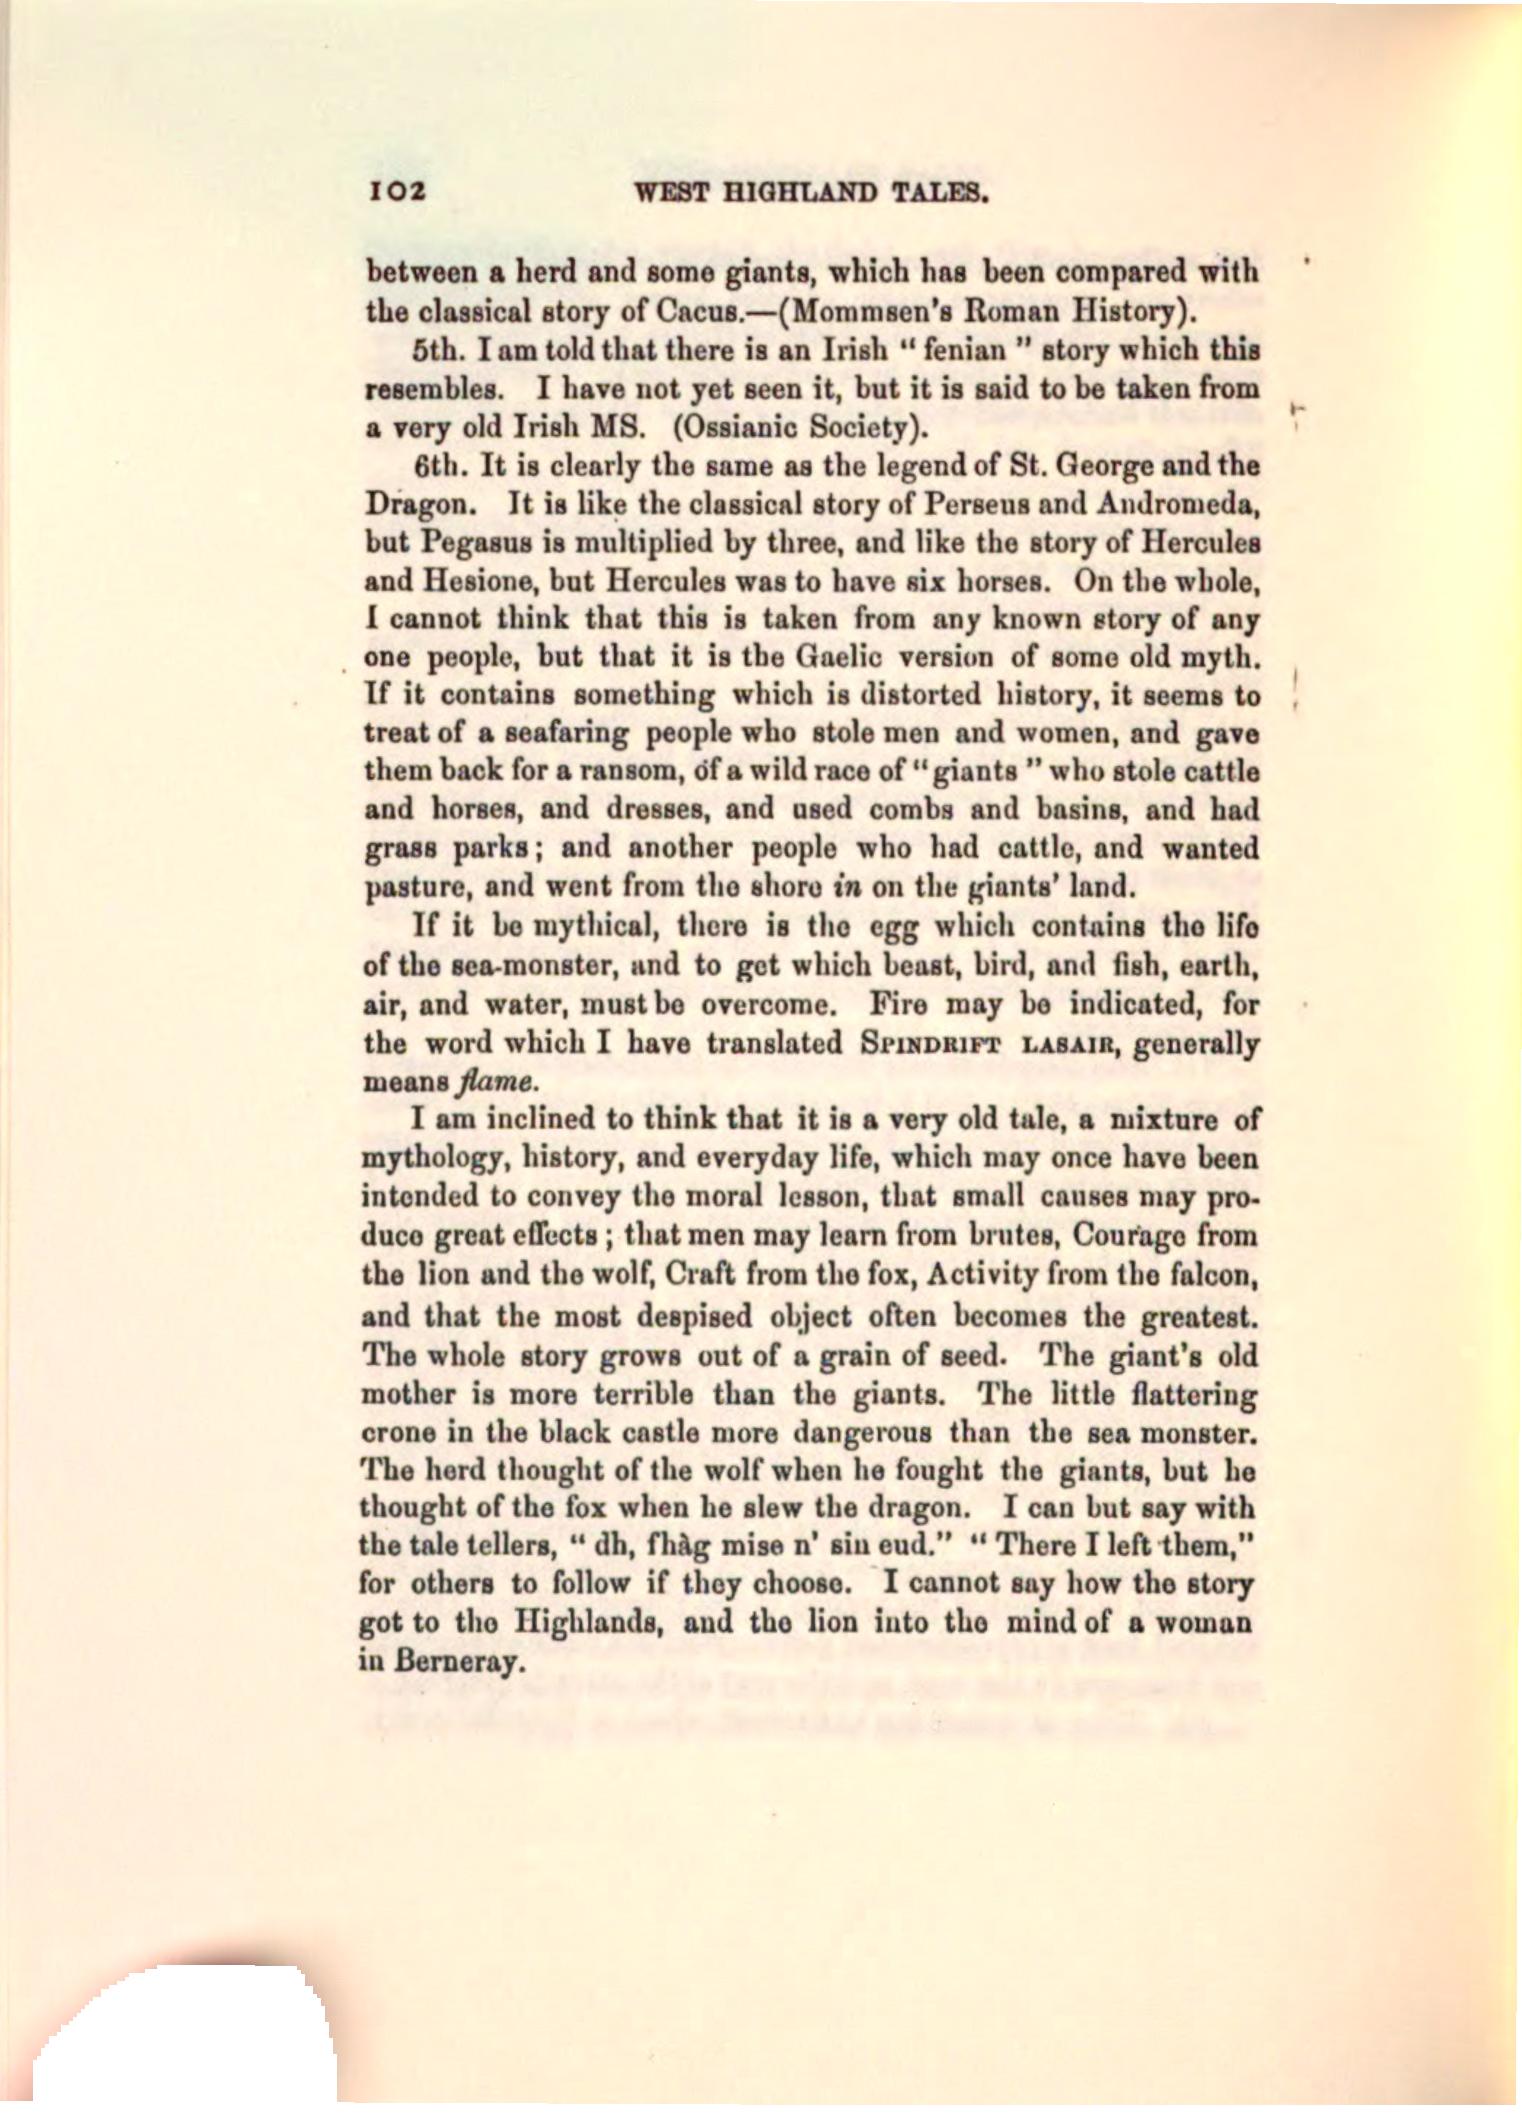 102 WEST HIGHLAND TALES.
between a herd and some giants, which has been compared with
the classical story of Cacus.—(Mommsen's Roman History).
5th. I am told that there is an Irish " fenian " story which this
resembles. I have not yet seen it, but it is said to be taken from
a very old Irish MS. (Ossianic Society).
6th. It is clearly the same as the legend of St. George and the
Dragon. It is like the classical story of Perseus and Andromeda,
but Pegasus is multiplied by three, and like the story of Hercules
and Hesione, but Hercules was to have six horses. On the whole,
I cannot think that this is taken from any known story of any
one people, but that it is the Gaelic version of some old myth.
If it contains something which is distorted history, it seems to
treat of a seafaring people who stole men and women, and gave
them back for a ransom, of a wild race of "giants " who stole cattle
and horses, and dresses, and used combs and basins, and had
grass parks; and another people who had cattle, and wanted
pasture, and went from the shore in on the giants' land.
If it be mythical, there is the egg which contains the life
of the sea-monster, and to get which beast, bird, and fish, earth,
air, and water, must be overcome. Fire may be indicated, for
the word which I have translated SPINDRIFT LASAIR, generally
means flame.
I am inclined to think that it is a very old tale, a mixture of
mythology, history, and everyday life, which may once have been
intended to convey the moral lesson, that small causes may pro-
duce great effects ; that men may learn from brutes, Courage from
the lion and the wolf, Craft from the fox, Activity from the falcon,
and that the most despised object often becomes the greatest.
The whole story grows out of a grain of seed. The giant's old
mother is more terrible than the giants. The little flattering
crone in the black castle more dangerous than the sea monster.
The herd thought of the wolf when he fought the giants, but he
thought of the fox when he slew the dragon. I can but say with
the tale tellers, " dh, fhàg mise n' sin eud." " There I left them,"
for others to follow if they choose. I cannot say how the story
got to the Highlands, and the lion into the mind of a woman
in Berneray.